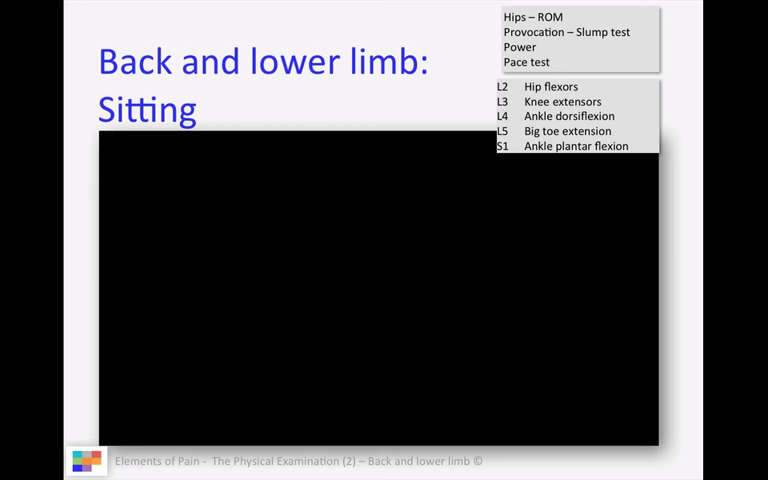 Hips – ROM
Provocation – Slump test
Power
Pace test
Back and lower limb:
Sitting
L2 Hip flexors
L3 Knee extensors
L4 Ankle dorsiflexion
L5 Big toe extension
S1 Ankle plantar flexion
Elements of Pain - The Physical Examination (2) – Back and lower limb ©